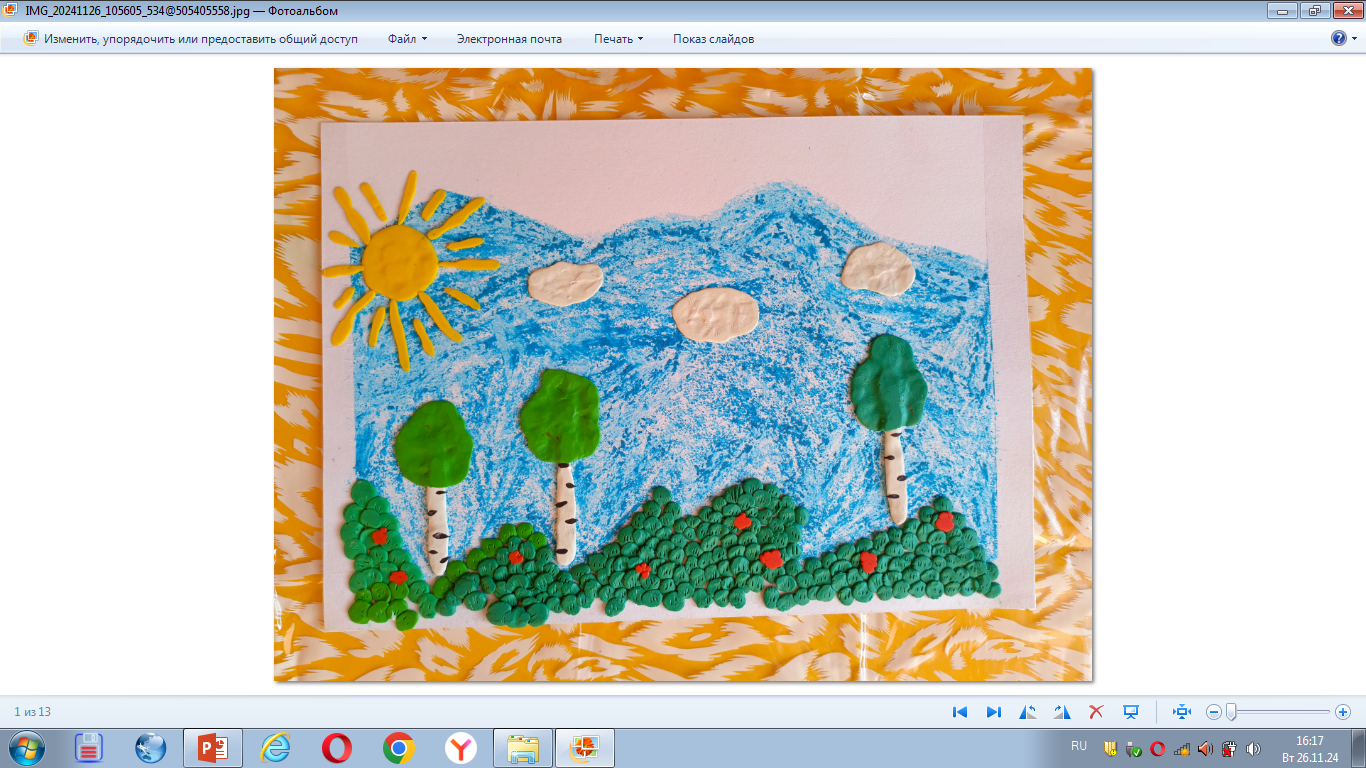 IMG_20241126_105605_534@505405558.jpg — Фотоальбом
Изменить, упорядочить или предоставить общий доступ Файл Электронная почта Печать Показ слайдов
1 из 13
RU
16:17
Вт 26.11.24